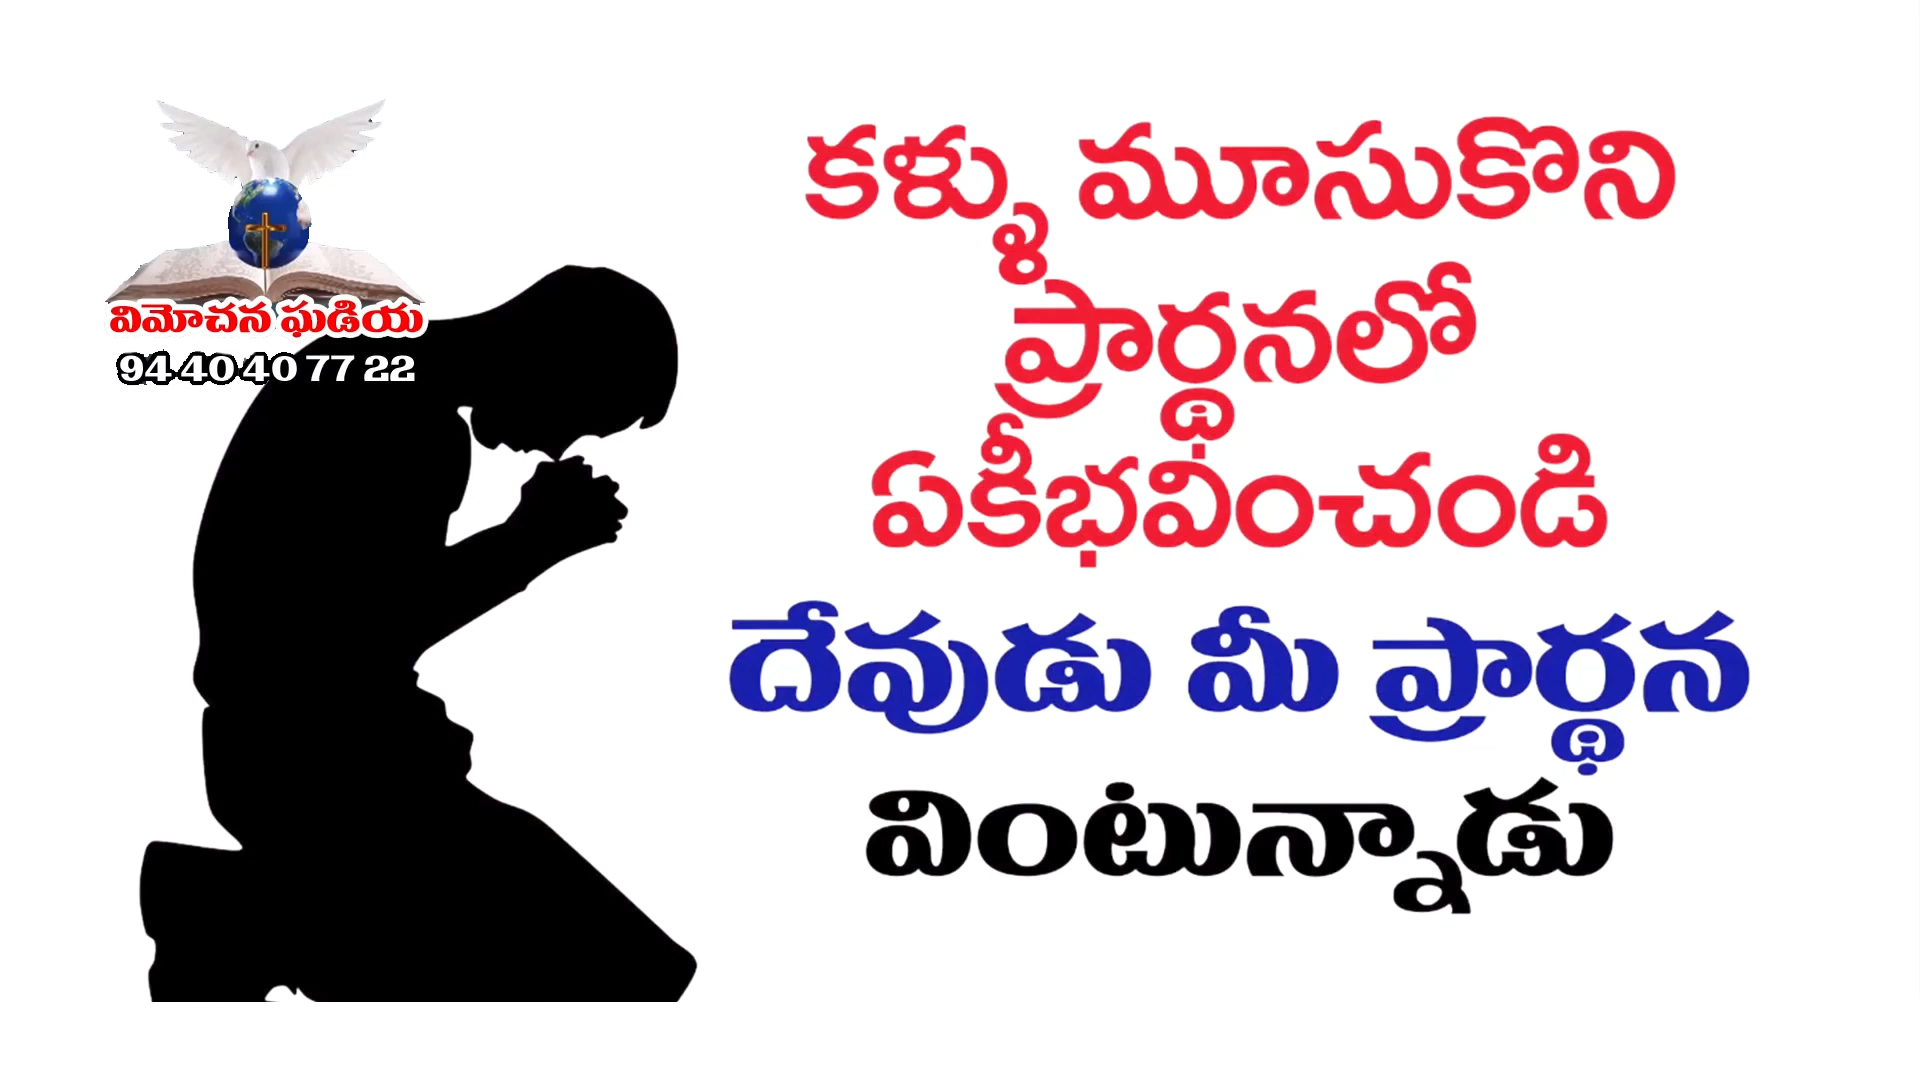 విమోచన ఘడియ
94 40 40 77 22
కళ్ళు మూసుకొని
ప్రార్థనలో
ఏకీభవించండి
దేవుడు మీ ప్రార్థన
వింటున్నాడు